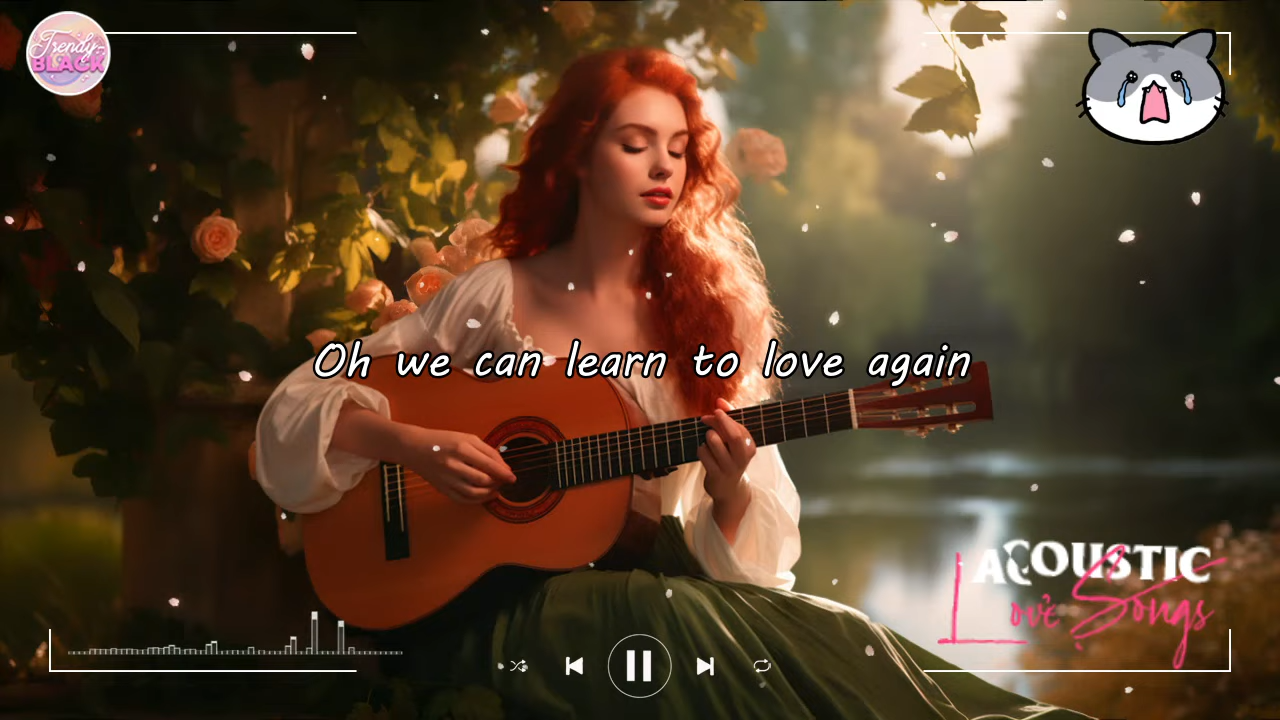 Trendy
BLACK
Oh we can learn to love again
ACOUSTIC
Love Songs